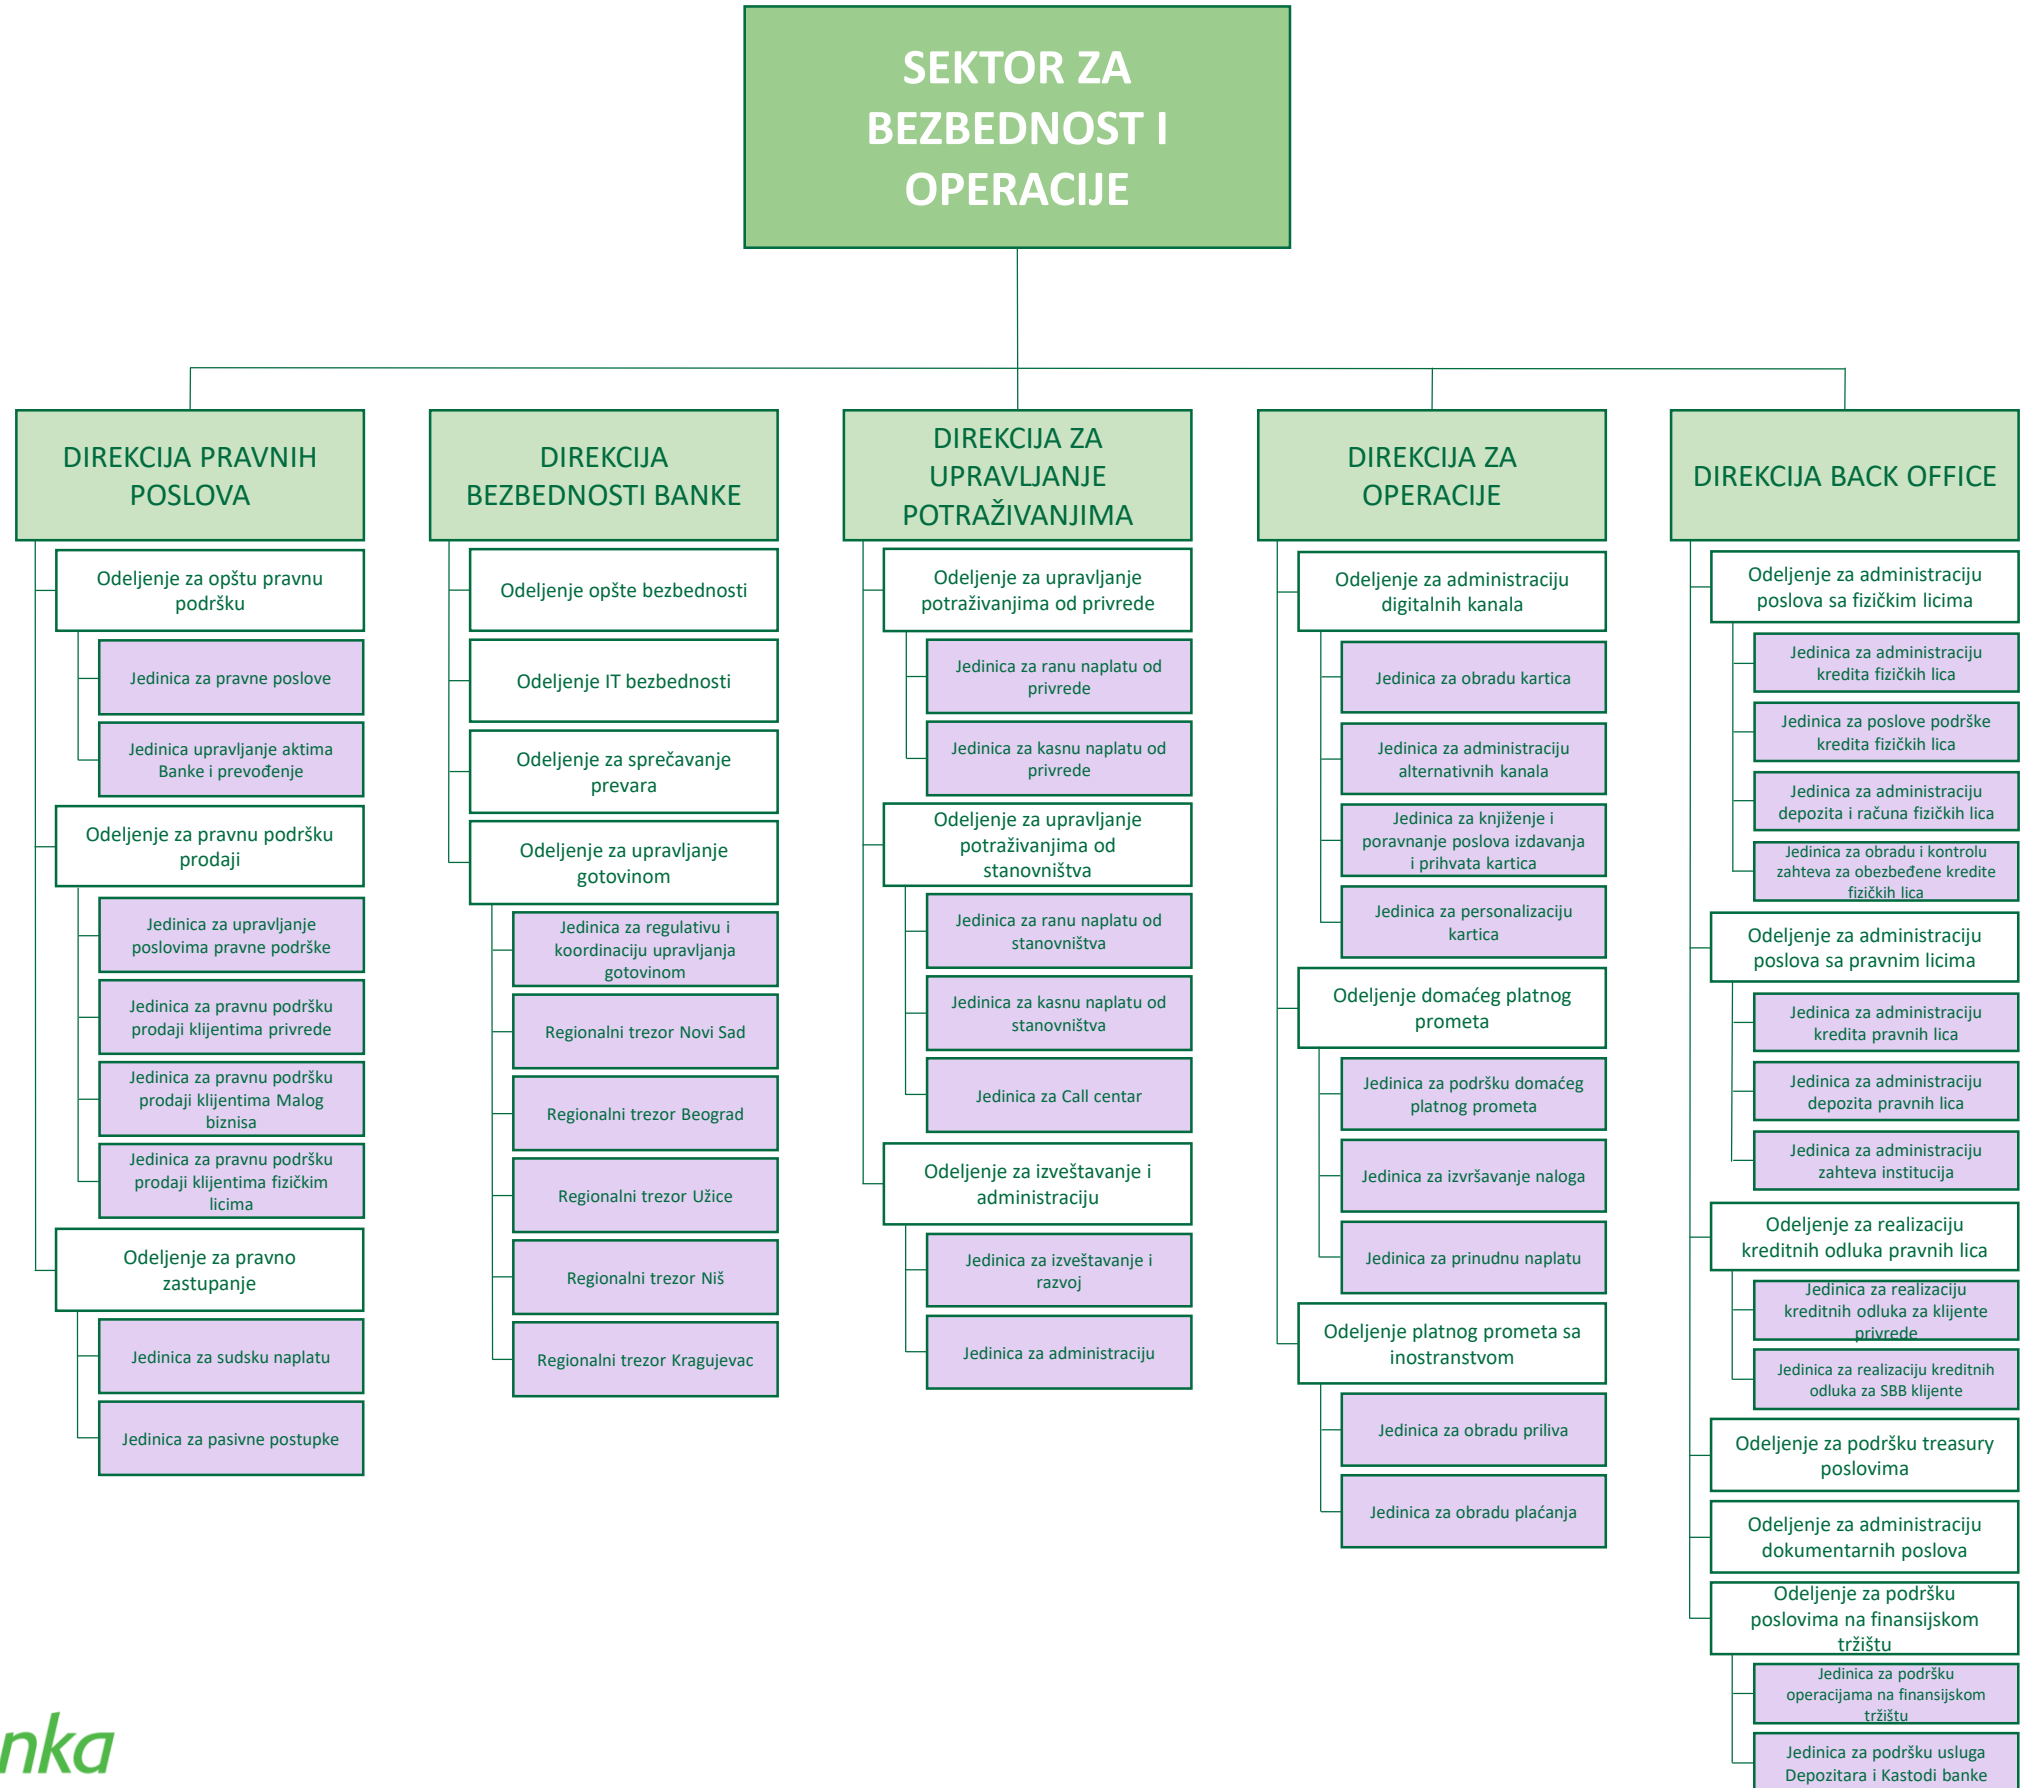 SEKTOR ZA
BEZBEDNOST I
OPERACIJE
DIREKCIJA PRAVNIH
POSLOVA
Odeljenje za opštu pravnu
podršku
Jedinica za pravne poslove
Jedinica upravljanje aktima
Banke i prevođenje
Odeljenje za pravnu podršku
prodaji
Jedinica za upravljanje
poslovima pravne podrške
Jedinica za pravnu podršku
prodaji klijentima privrede
Jedinica za pravnu podršku
prodaji klijentima Malog
biznisa
Jedinica za pravnu podršku
prodaji klijentima fizičkim
licima
Odeljenje za pravno
zastupanje
Jedinica za sudsku naplatu
Jedinica za pasivne postupke
DIREKCIJA
BEZBEDNOSTI BANKE
Odeljenje opšte bezbednosti
Odeljenje IT bezbednosti
Odeljenje za sprečavanje
prevara
Odeljenje za upravljanje
gotovinom
Jedinica za regulativu i
koordinaciju upravljanja
gotovinom
Regionalni trezor Novi Sad
Regionalni trezor Beograd
Regionalni trezor Užice
Regionalni trezor Niš
Regionalni trezor Kragujevac
DIREKCIJA ZA
UPRAVLJANJE
POTRAŽIVANJIMA
Odeljenje za upravljanje
potraživanjima od privrede
Jedinica za ranu naplatu od
privrede
Jedinica za kasnu naplatu od
privrede
Odeljenje za upravljanje
potraživanjima od
stanovništva
Jedinica za ranu naplatu od
stanovništva
Jedinica za kasnu naplatu od
stanovništva
Jedinica za Call centar
Odeljenje za izveštavanje i
administraciju
Jedinica za izveštavanje i
razvoj
Jedinica za administraciju
DIREKCIJA ZA
OPERACIJE
Odeljenje za administraciju
digitalnih kanala
Jedinica za obradu kartica
Jedinica za administraciju
alternativnih kanala
Jedinica za knjiženje i
poravnanje poslova izdavanja
i prihvata kartica
Jedinica za personalizaciju
kartica
Odeljenje domaćeg platnog
prometa
Jedinica za podršku domaćeg
platnog prometa
Jedinica za izvršavanje naloga
Jedinica za prinudnu naplatu
Odeljenje platnog prometa sa
inostranstvom
Jedinica za obradu priliva
Jedinica za obradu plaćanja
DIREKCIJA BACK OFFICE
Odeljenje za administraciju
poslova sa fizičkim licima
Jedinica za administraciju
kredita fizičkih lica
Jedinica za poslove podrške
kredita fizičkih lica
Jedinica za administraciju
depozita i računa fizičkih lica
Jedinica za obradu i kontrolu
zahteva za obezbeđene kredite
fizičkih lica
Odeljenje za administraciju
poslova sa pravnim licima
Jedinica za administraciju
kredita pravnih lica
Jedinica za administraciju
depozita pravnih lica
Jedinica za administraciju
zahteva institucija
Odeljenje za realizaciju
kreditnih odluka pravnih lica
Jedinica za realizaciju
kreditnih odluka za klijente
privrede
Jedinica za realizaciju kreditnih
odluka za SBB klijente
Odeljenje za podršku treasury
poslovima
Odeljenje za administraciju
dokumentarnih poslova
Odeljenje za podršku
poslovima na finansijskom
tržištu
Jedinica za podršku
operacijama na finansijskom
tržištu
Jedinica za podršku usluga
Depozitara i Kastodi banke
nka